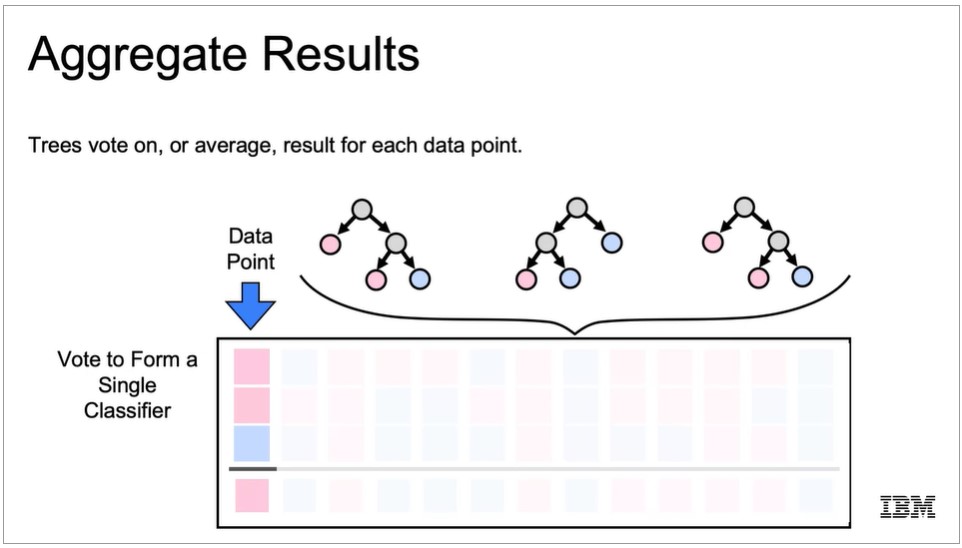 Aggregate Results
Trees vote on, or average, result for each data point.
Data
Point
Vote to Form a
Single
Classifier
IBM